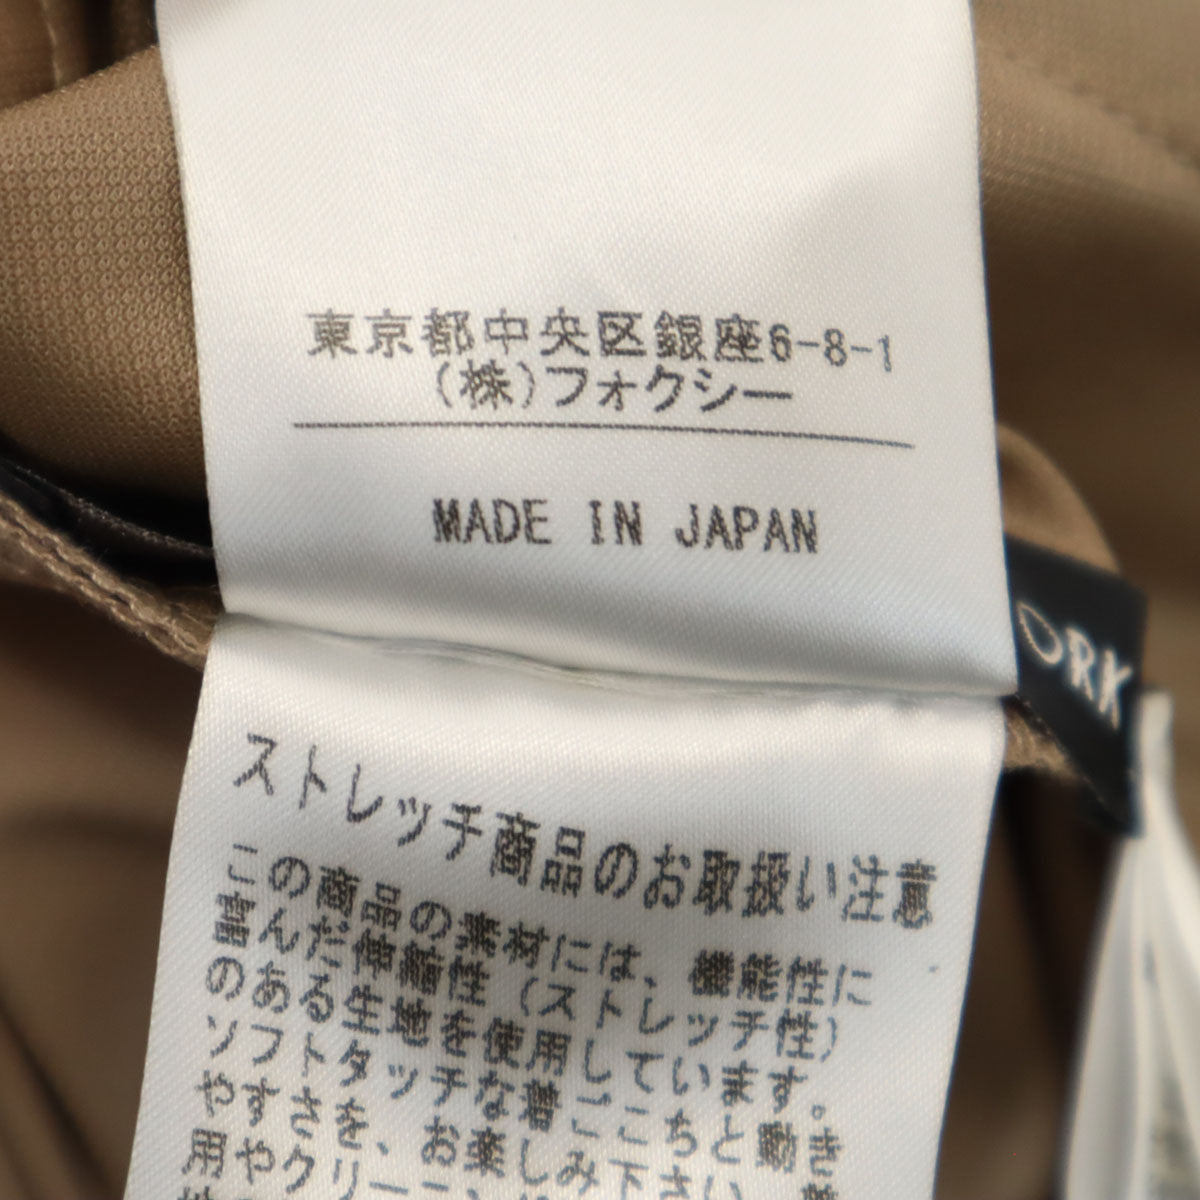 東京都中央区銀座6-8-1
(株)フォクシー
MADE IN JAPAN
ORK
ストレッチ商品のお取扱い注意
この商品の素材には、機能性に
富んだ伸縮性(ストレッチ性)
のある生地を使用しています。
ソフトタッチな着ごこちと動き
やすさを、お楽しみ下さい
用やクリー